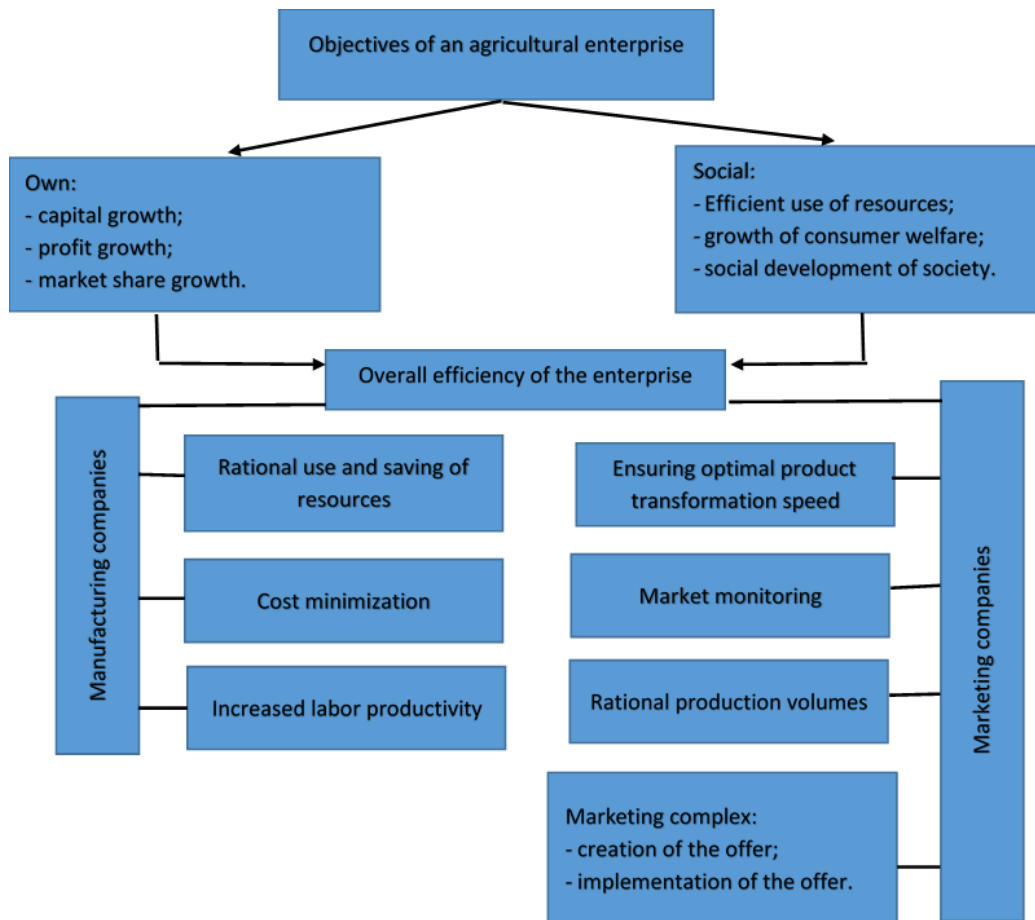 Objectives of an agricultural enterprise
Own:
- capital growth;
- profit growth;
- market share growth.
Social:
- Efficient use of resources;
- growth of consumer welfare;
- social development of society.
Overall efficiency of the enterprise
Manufacturing companies
Rational use and saving of
resources
Cost minimization
Increased labor productivity
Ensuring optimal product
transformation speed
Market monitoring
Rational production volumes
Marketing complex:
- creation of the offer;
- implementation of the offer.
Marketing companies